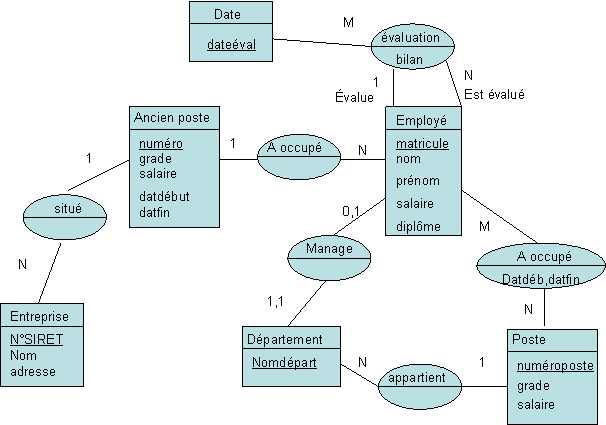 Date
dateéval
M
évaluation
bilan
1
Évalue
N
Est évalué
Ancien poste
numéro
grade
salaire
datdébut
datfin
1
A occupé
N
Employé
matricule
nom
prénom
salaire
diplôme
1
situé
N
0,1
Manage
1,1
M
A occupé
Datdéb,datfin
N
Entreprise
N°SIRET
Nom
adresse
Département
Nomdépart
N
appartient
1
Poste
numéroposte
grade
salaire